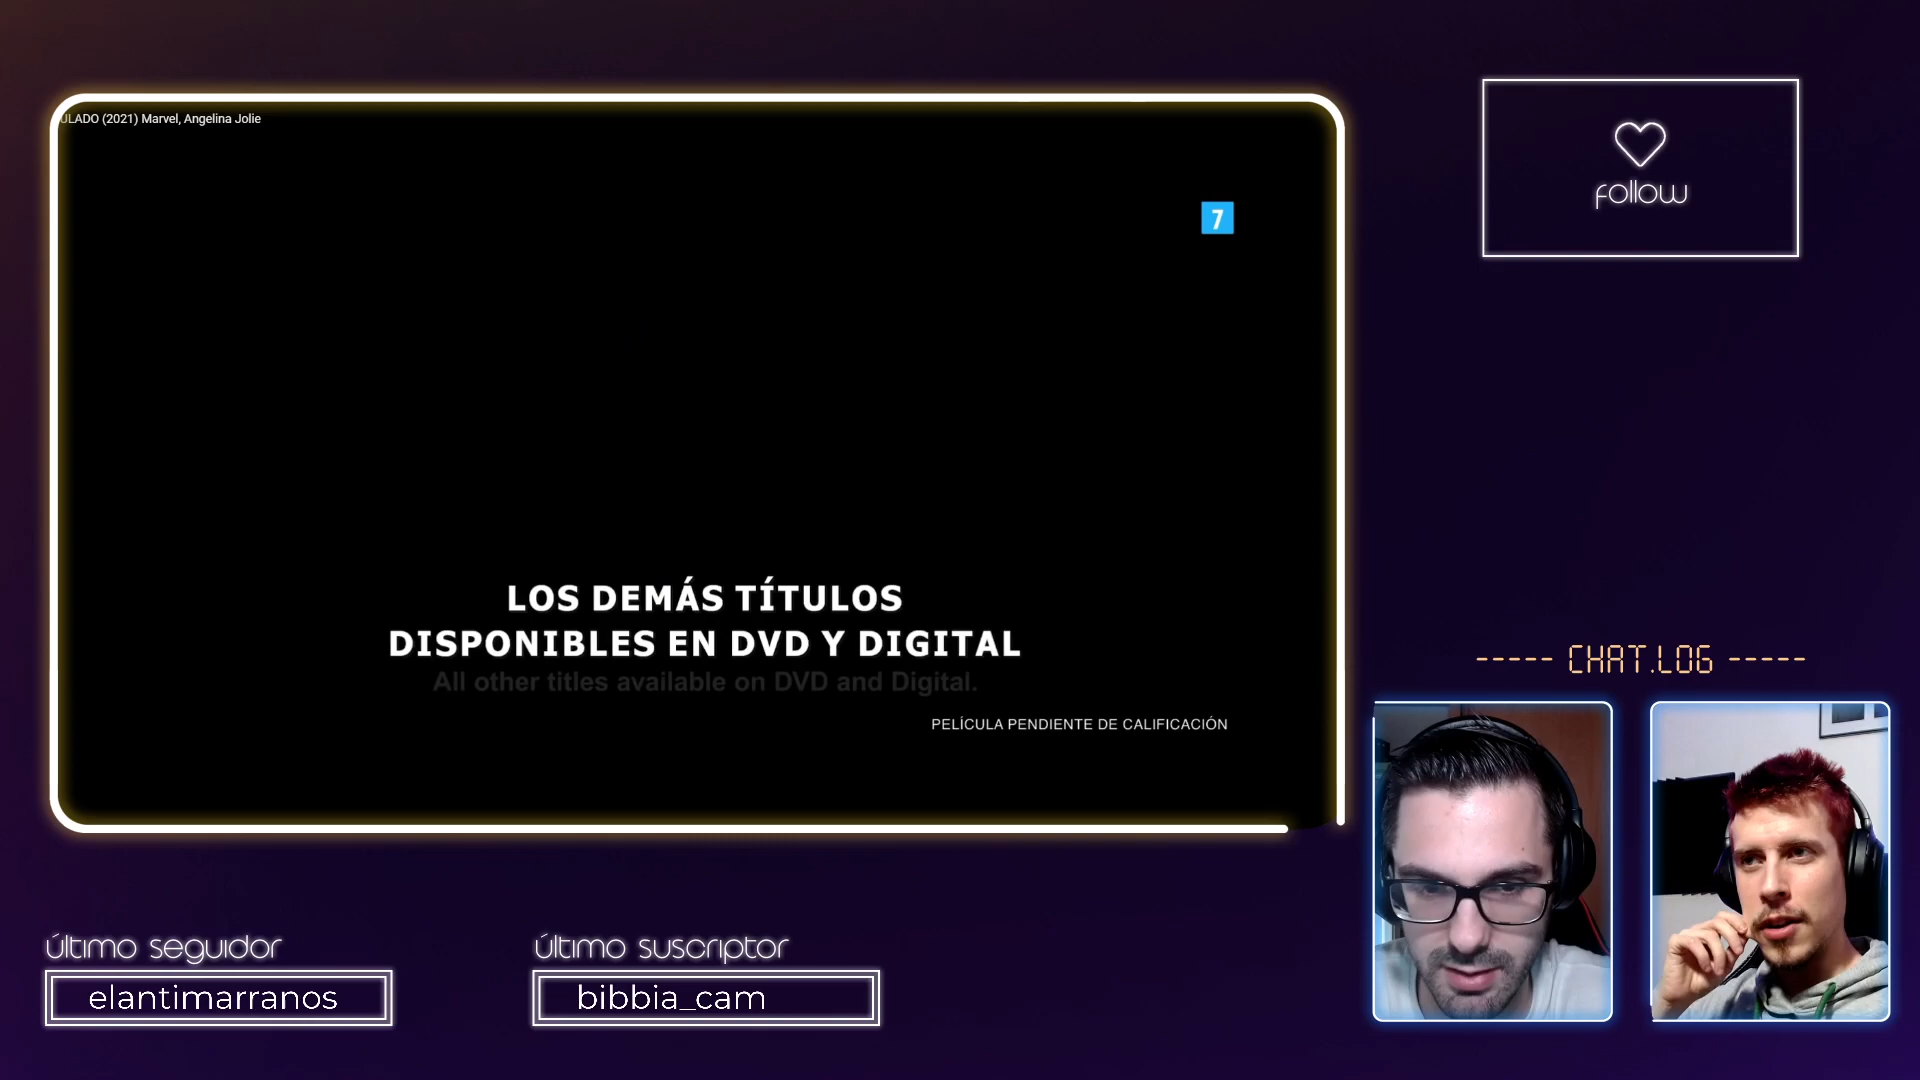 ULADO (2021) Marvel, Angelina Jolie
7
LOS DEMÁS TÍTULOS
DISPONIBLES EN DVD Y DIGITAL
All other titles available on DVD and Digital.
PELÍCULA PENDIENTE DE CALIFICACIÓN
follow
----- CHAT.LOG -----
último seguidor
elantimarranos
último suscriptor
bibbia_cam